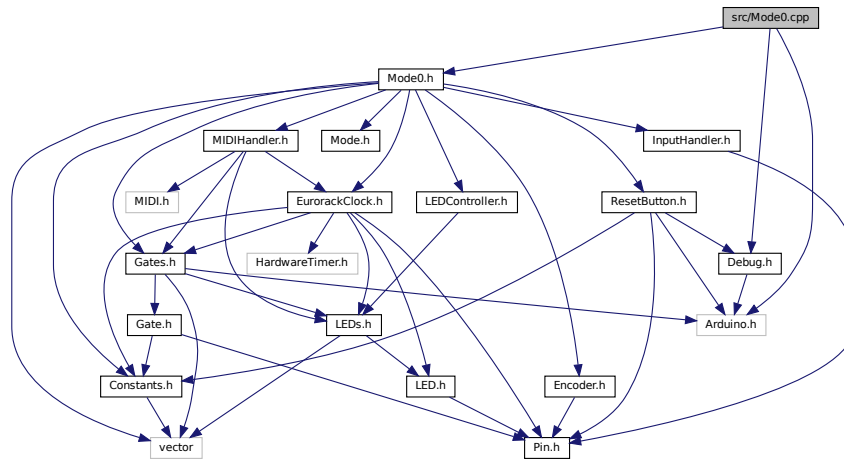 src/Mode0.cpp
Mode0.h
MIDIHandler.h
Mode.h
InputHandler.h
MIDI.h
EurorackClock.h
LEDController.h
ResetButton.h
Gates.h
HardwareTimer.h
Debug.h
Gate.h
LEDs.h
Arduino.h
Constants.h
LED.h
Encoder.h
vector
Pin.h